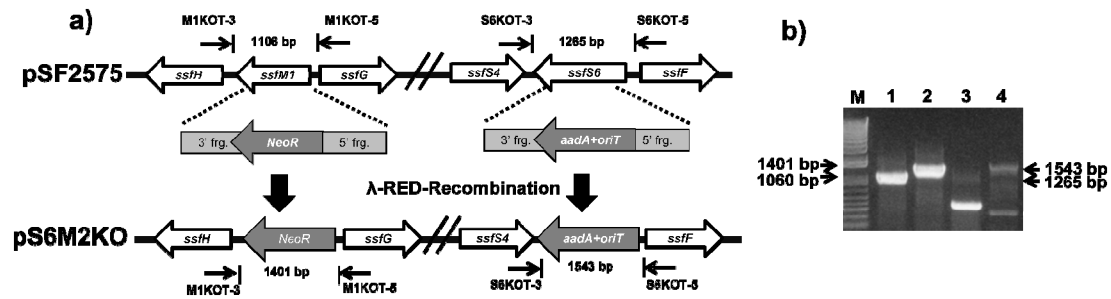 a)
M1KOT-3 M1KOT-5 S6KOT-3 S6KOT-5
1106 bp 1265 bp
pSF2575 ssfH ssfM1 ssfG ssfS4 ssfS6 ssfF
3' frg. NeoR 5' frg. 3' frg. aadA+oriT 5' frg.
λ-RED-Recombination
pS6M2KO ssfH NeoR ssfG ssfS4 aadA+oriT ssfF
1401 bp 1543 bp
M1KOT-3 M1KOT-5 S6KOT-3 S6KOT-5
b)
M 1 2 3 4
1401 bp 1543 bp
1060 bp 1265 bp